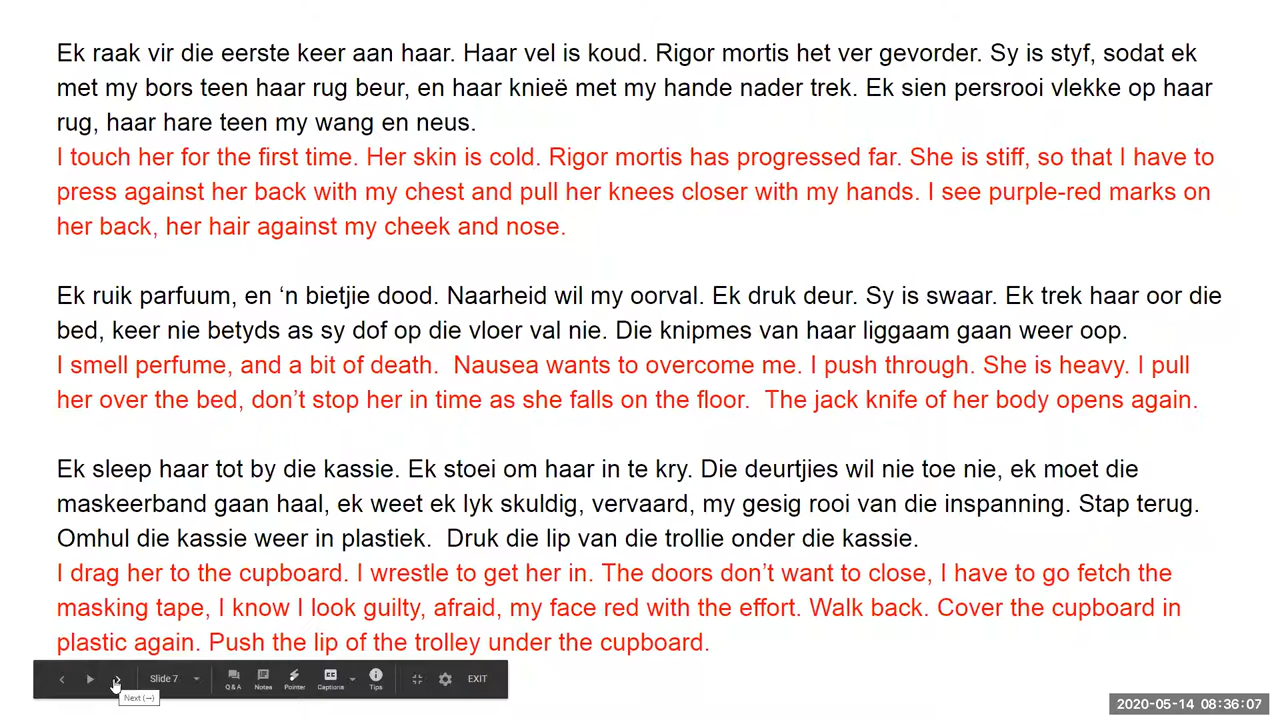 Ek raak vir die eerste keer aan haar. Haar vel is koud. Rigor mortis het ver gevorder. Sy is styf, sodat ek
met my bors teen haar rug beur, en haar knieë met my hande nader trek. Ek sien persrooi vlekke op haar
rug, haar hare teen my wang en neus.
I touch her for the first time. Her skin is cold. Rigor mortis has progressed far. She is stiff, so that I have to
press against her back with my chest and pull her knees closer with my hands. I see purple-red marks on
her back, her hair against my cheek and nose.
Ek ruik parfuum, en ‘n bietjie dood. Naarheid wil my oorval. Ek druk deur. Sy is swaar. Ek trek haar oor die
bed, keer nie betyds as sy dof op die vloer val nie. Die knipmes van haar liggaam gaan weer oop.
I smell perfume, and a bit of death.  Nausea wants to overcome me. I push through. She is heavy. I pull
her over the bed, don’t stop her in time as she falls on the floor.  The jack knife of her body opens again.
Ek sleep haar tot by die kassie. Ek stoei om haar in te kry. Die deurtjies wil nie toe nie, ek moet die
maskeerband gaan haal, ek weet ek lyk skuldig, vervaard, my gesig rooi van die inspanning. Stap terug.
Omhul die kassie weer in plastiek.  Druk die lip van die trollie onder die kassie.
I drag her to the cupboard. I wrestle to get her in. The doors don’t want to close, I have to go fetch the
masking tape, I know I look guilty, afraid, my face red with the effort. Walk back. Cover the cupboard in
plastic again. Push the lip of the trolley under the cupboard.
Slide 7 Q&A Notes Pointer CC Captions Tips EXIT
Next (→)
2020-05-14 08:36:07